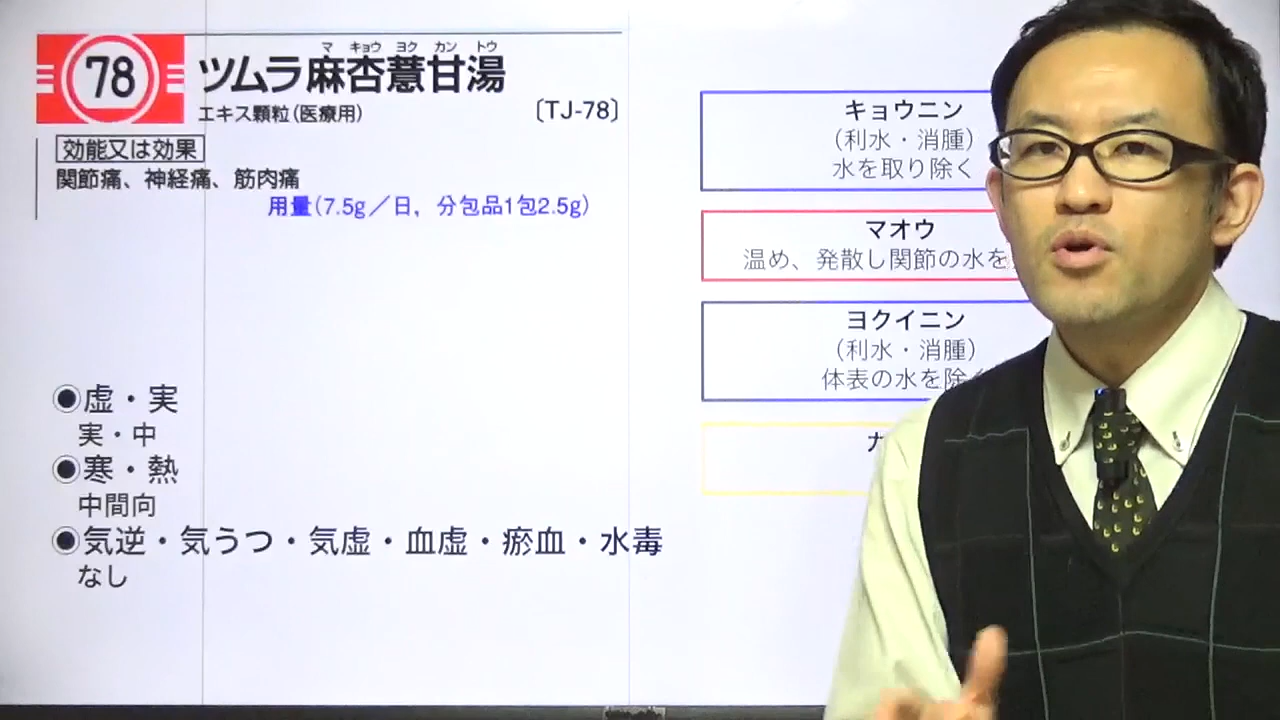 78
マ キョウ ヨク カン トウ
ツムラ麻杏薏甘湯
エキス顆粒(医療用)
〔TJ-78〕
効能又は効果
関節痛、神経痛、筋肉痛
用量(7.5g/日, 分包品1包2.5g)
●虚・実
実・中
●寒・熱
中間向
●気逆・気うつ・気虚・血虚・瘀血・水毒
なし
キョウニン
(利水・消腫)
水を取り除く
マオウ
温め、発散し関節の水を
ヨクイニン
(利水・消腫)
体表の水を除く